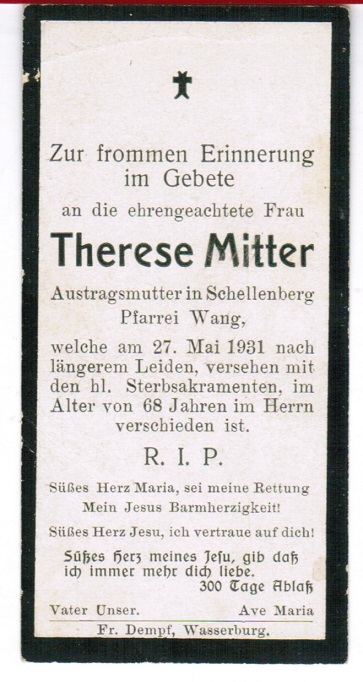 Zur frommen Erinnerung
im Gebete
an die ehrengeachtete Frau
Therese Mitter
Austragsmutter in Schellenberg
Pfarrei Wang,
welche am 27. Mai 1931 nach
längerem Leiden, versehen mit
den hl. Sterbsakramenten, im
Alter von 68 Jahren im Herrn
verschieden ist.
R. I. P.
Süßes Herz Maria, sei meine Rettung
Mein Jesus Barmherzigkeit!
Süßes Herz Jesu, ich vertraue auf dich!
Süßes Herz meines Jesu, gib daß
ich immer mehr dich liebe.
300 Tage Ablaß
Vater Unser. Ave Maria
Fr. Dempf, Wasserburg.